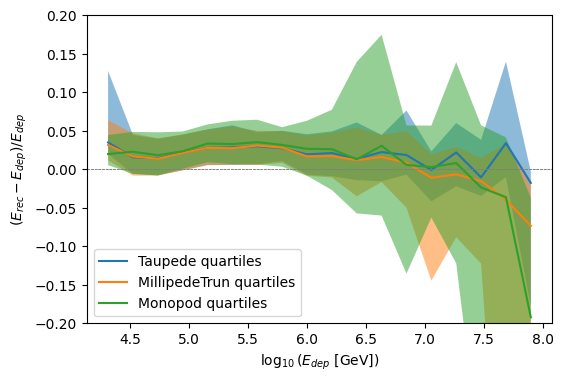 0.20
0.15
0.10
0.05
0.00
−0.05
−0.10
−0.15
−0.20
(E_rec − E_dep)/E_dep
Taupede quartiles
MillipedeTrun quartiles
Monopod quartiles
4.5 5.0 5.5 6.0 6.5 7.0 7.5 8.0
log₁₀ (E_dep [GeV])